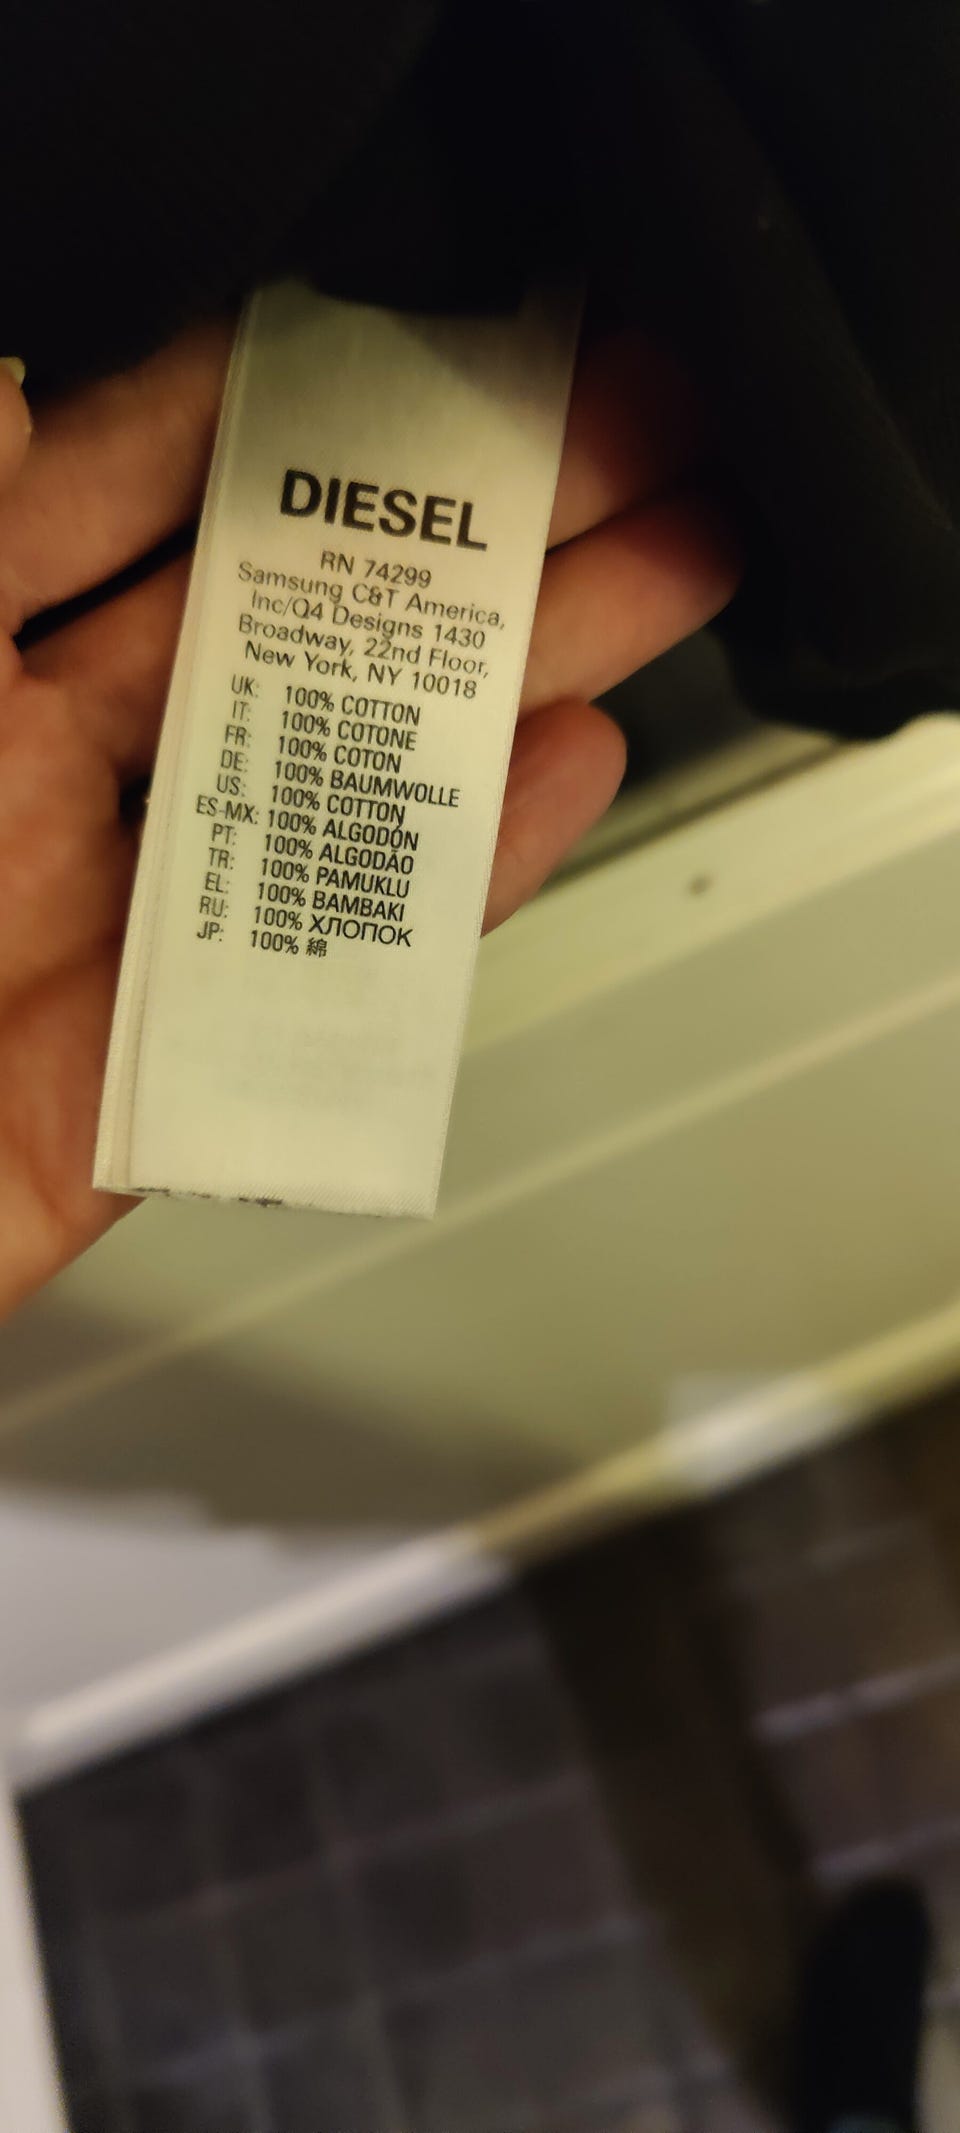 DIESEL
RN 74299
Samsung C&T America,
Inc/Q4 Designs 1430
Broadway, 22nd Floor,
New York, NY 10018
UK: 100% COTTON
IT: 100% COTONE
FR: 100% COTON
DE: 100% BAUMWOLLE
US: 100% COTTON
ES-MX: 100% ALGODÓN
PT: 100% ALGODÃO
TR: 100% PAMUKLU
EL: 100% BAMBAKI
RU: 100% ХЛОПОК
JP: 100% 綿